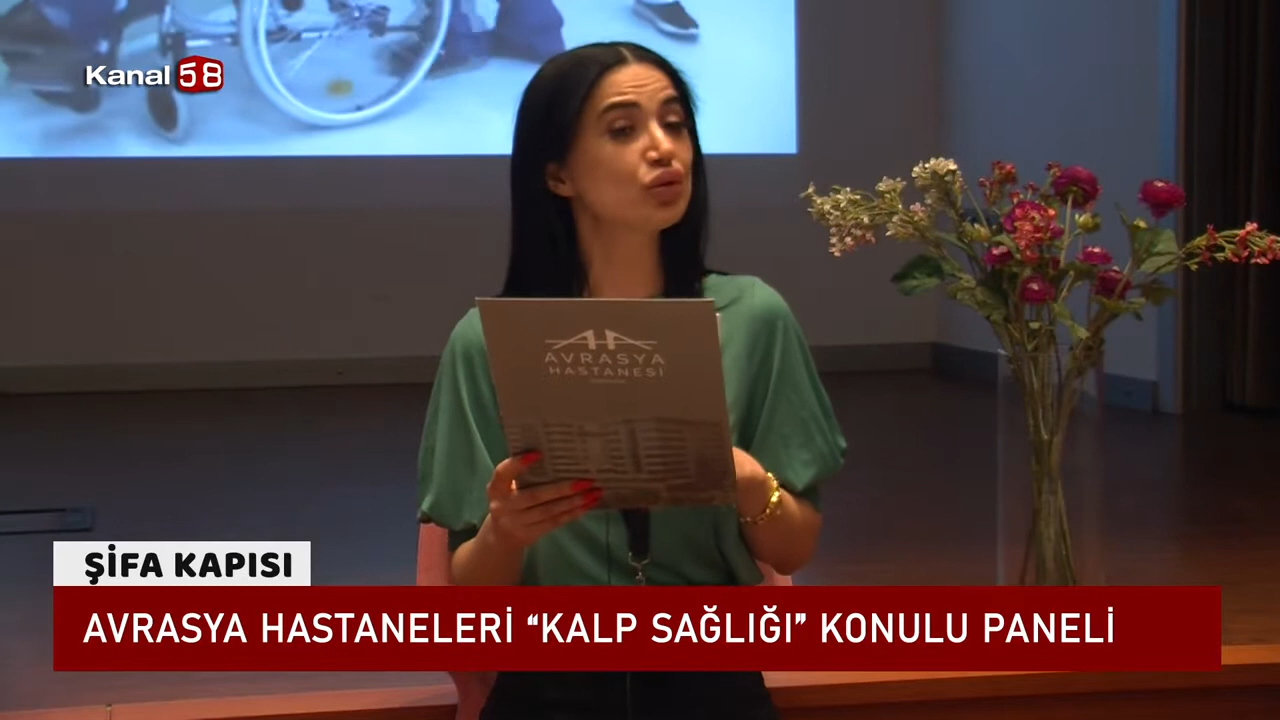 Kanal 58
AVRASYA
HASTANESİ
ŞİFA KAPISI
AVRASYA HASTANELERİ “KALP SAĞLIĞI” KONULU PANELİ